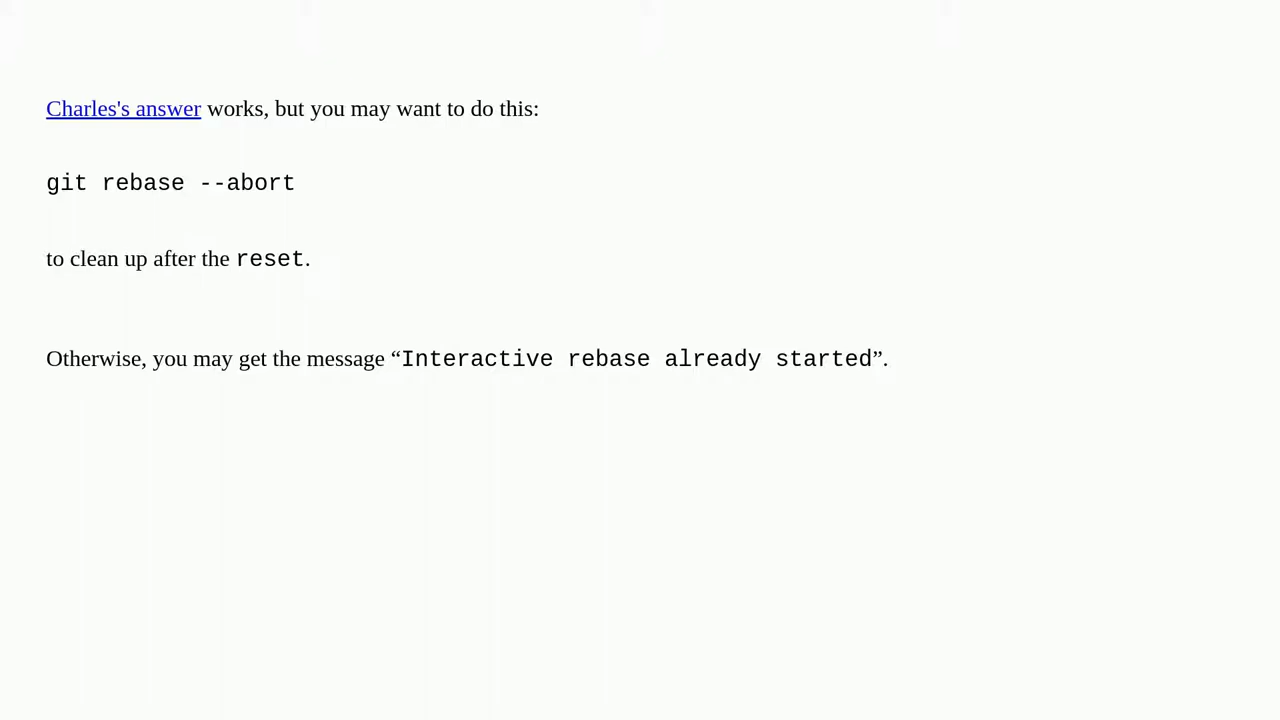 Charles's answer works, but you may want to do this:
git rebase --abort
to clean up after the reset.
Otherwise, you may get the message “Interactive rebase already started”.